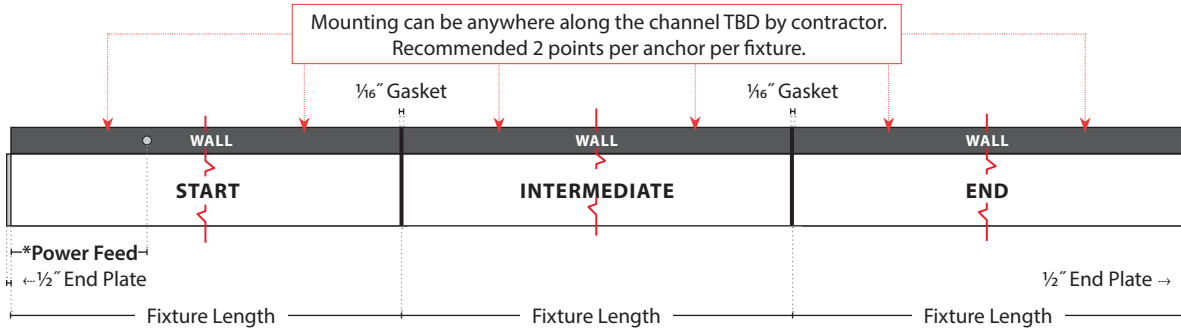 Mounting can be anywhere along the channel TBD by contractor.
Recommended 2 points per anchor per fixture.
1⁄16˝ Gasket
1⁄16˝ Gasket
WALL
WALL
WALL
START
INTERMEDIATE
END
*Power Feed
½˝ End Plate
½˝ End Plate
Fixture Length
Fixture Length
Fixture Length